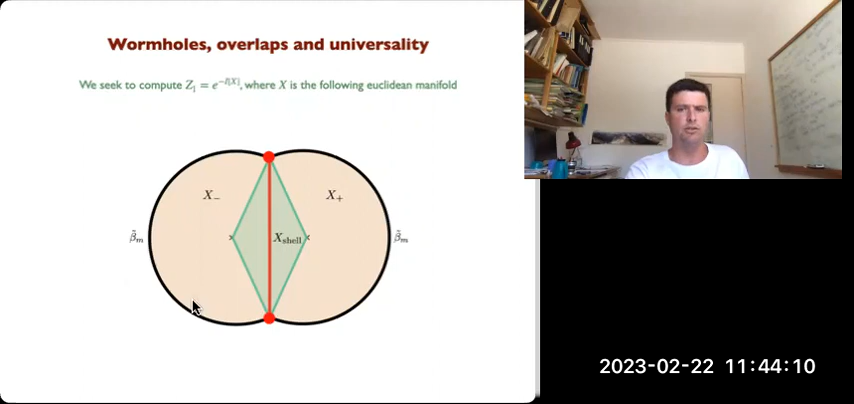 Wormholes, overlaps and universality
We seek to compute Z₁ = e^{-I[X]}, where X is the following euclidean manifold
X₋
X₊
β̃ₘ
X_shell
β̃ₘ
2023-02-22 11:44:10